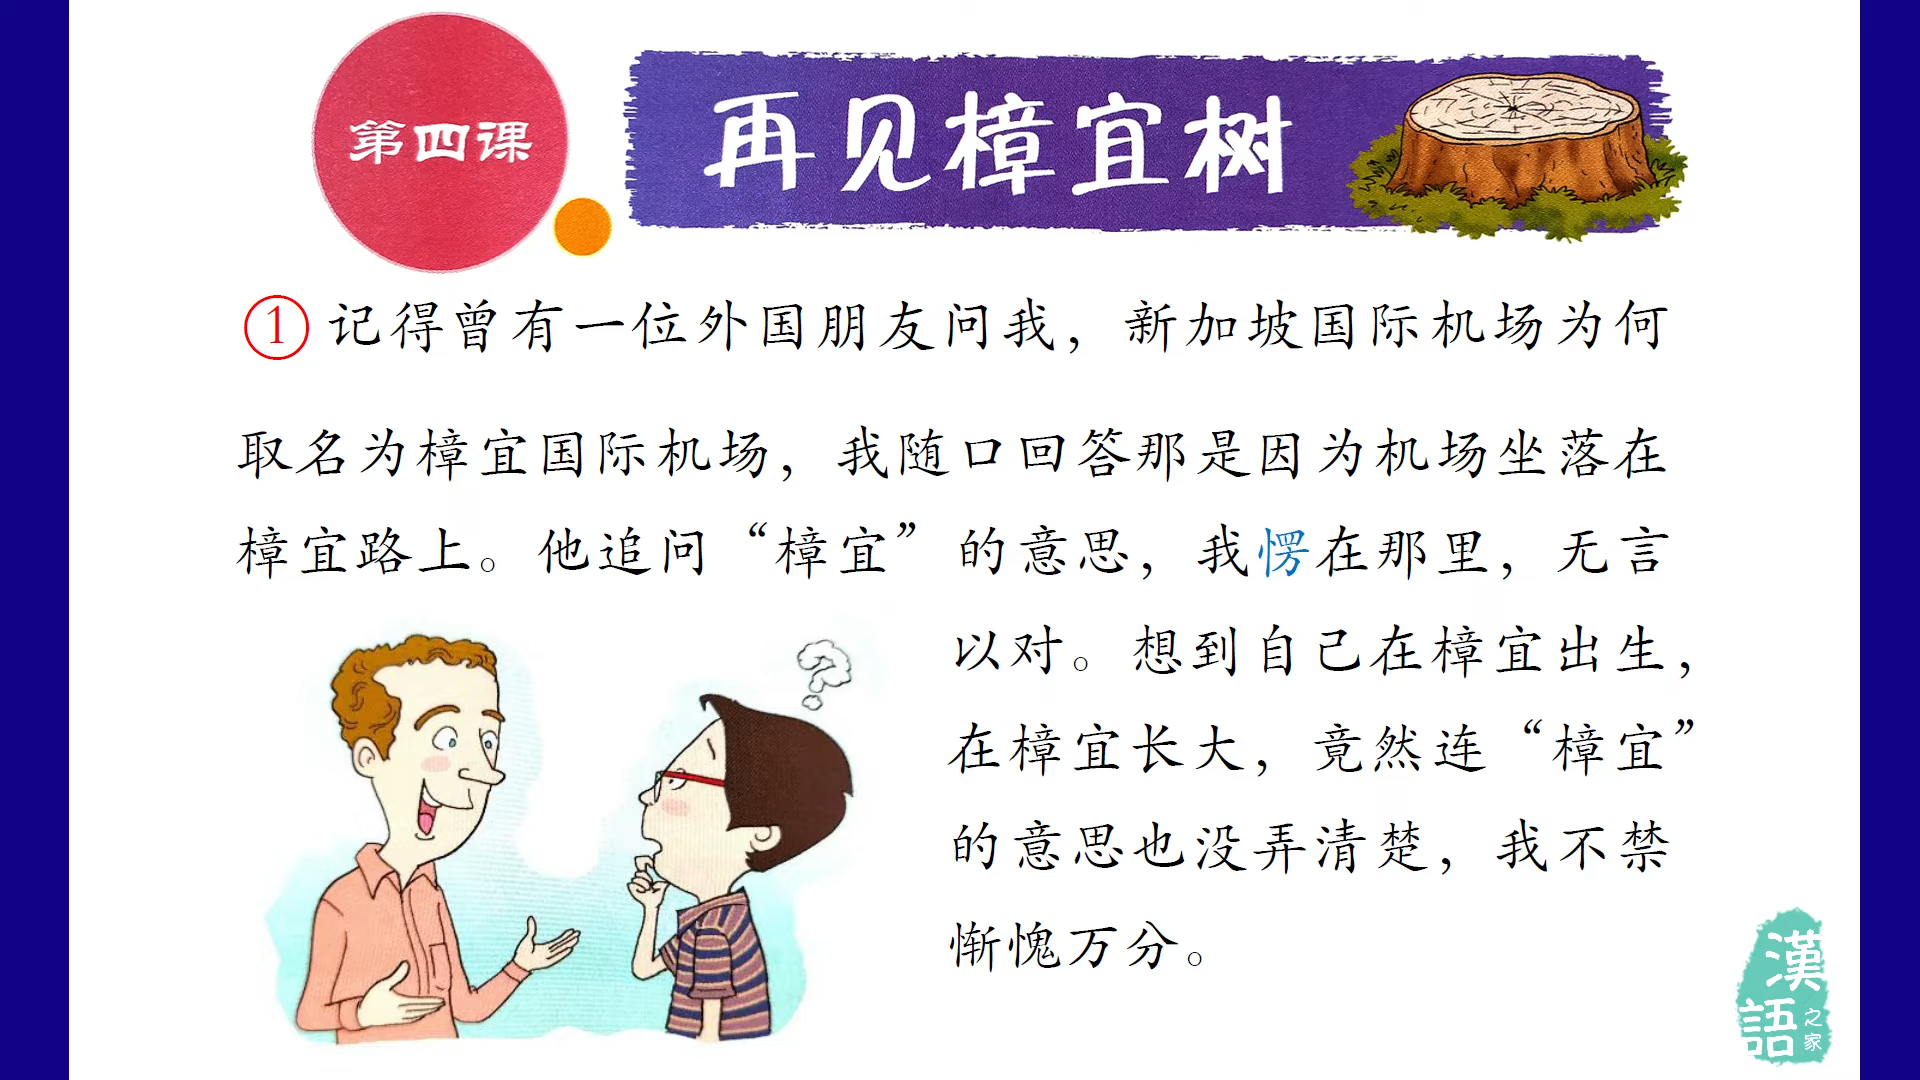 第四课
再见樟宜树
① 记得曾有一位外国朋友问我，新加坡国际机场为何
取名为樟宜国际机场，我随口回答那是因为机场坐落在
樟宜路上。他追问“樟宜”的意思，我愣在那里，无言
以对。想到自己在樟宜出生，
在樟宜长大，竟然连“樟宜”
的意思也没弄清楚，我不禁
惭愧万分。
漢
語
之家